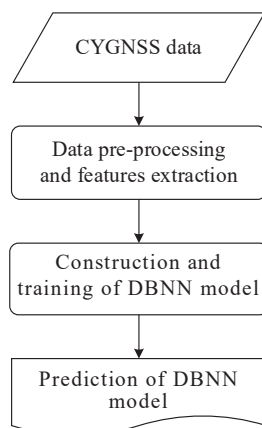 CYGNSS data
Data pre-processing
and features extraction
Construction and
training of DBNN model
Prediction of DBNN
model